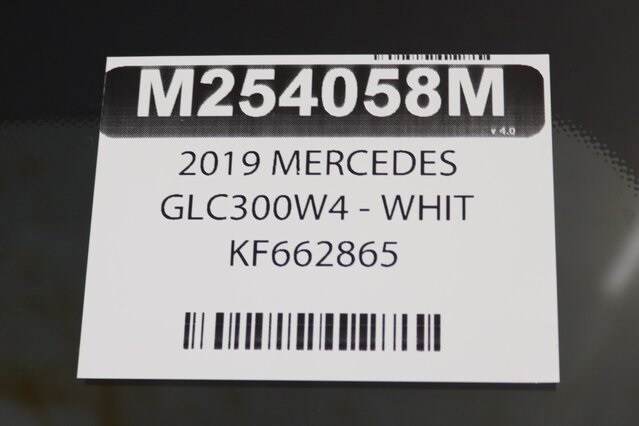 M254058M
v 4.0
2019 MERCEDES
GLC300W4 - WHIT
KF662865